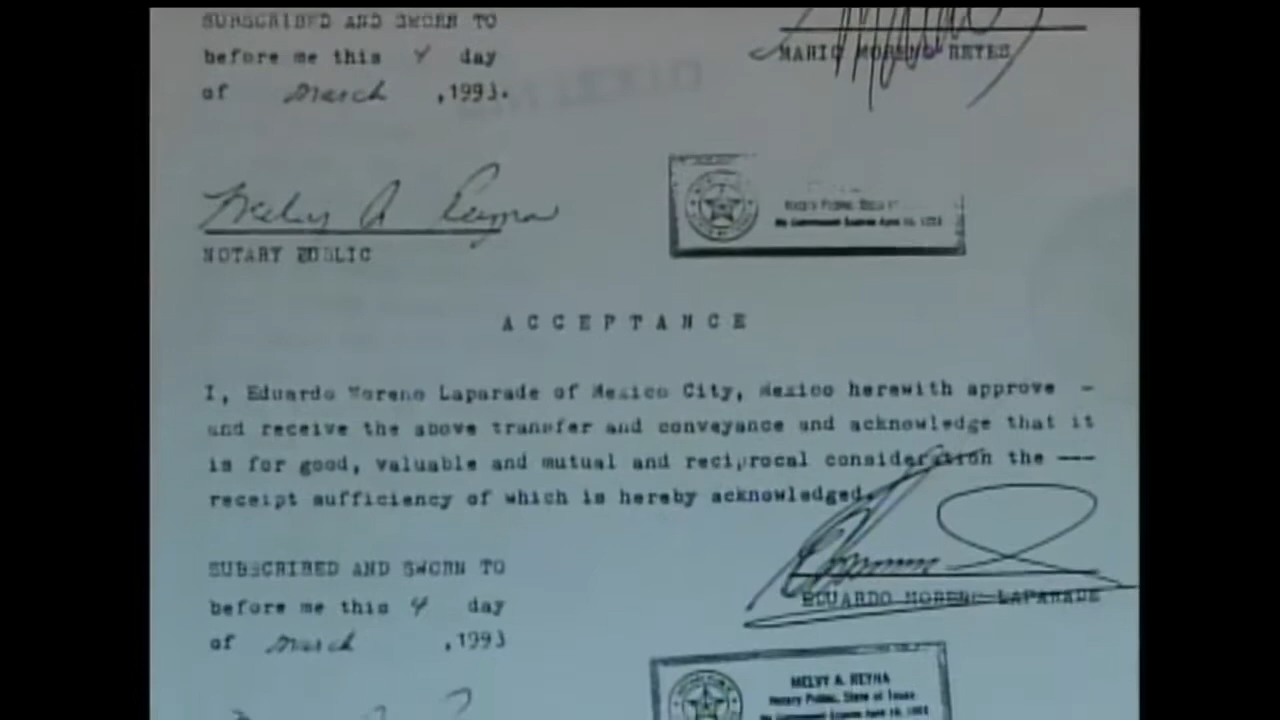 SUBSCRIBED AND SWORN TO
before me this 4 day
of March ,1993.
MARIO MORENO REYES
Melvy A Reyna
NOTARY PUBLIC
ACCEPTANCE
I, Eduardo Moreno Laparade of Mexico City, Mexico herewith approve -
and receive the above transfer and conveyance and acknowledge that it
is for good, valuable and mutual and reciprocal consideration the ---
receipt sufficiency of which is hereby acknowledged.
EDUARDO MORENO LAPARADE
SUBSCRIBED AND SWORN TO
before me this 4 day
of March ,1993
MELVY A. REYNA
Notary Public, State of Texas